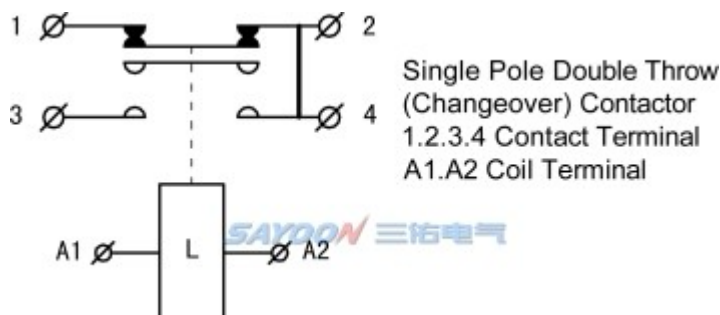 1
2
3
4
Single Pole Double Throw
(Changeover) Contactor
1.2.3.4 Contact Terminal
A1.A2 Coil Terminal
SAYOON 三佑电气
A1
L
A2